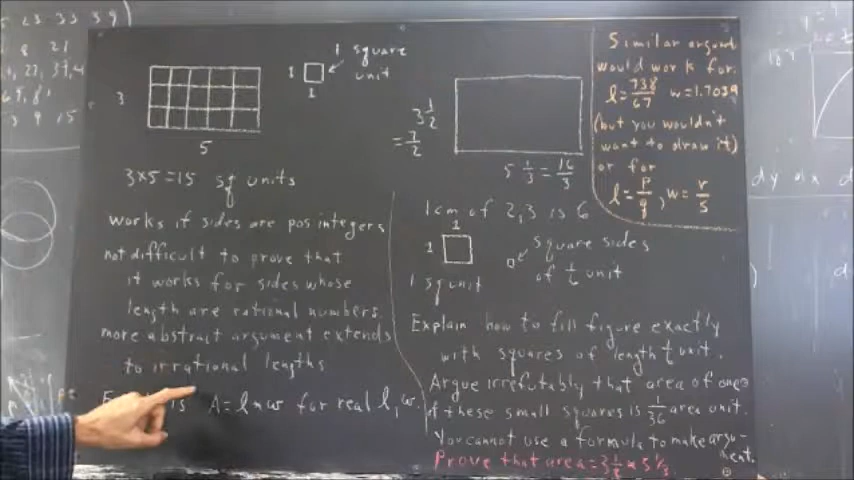 1 square
unit
1
1
3
5
3x5=15 sq units
works if sides are pos integers
not difficult to prove that
it works for sides whose
length are rational numbers.
more abstract argument extends
to irrational lengths
is A = l x w for real l, w.
3 1/2
= 7/2
5 1/3 = 16/3
lcm of 2,3 is 6
1
1
1 sq unit
square sides
of 1/6 unit
Explain how to fill figure exactly
with squares of length 1/6 unit.
Argue irrefutably that area of one
of these small squares is 1/36 area unit.
You cannot use a formula to make argu-
ment.
Prove that area = 3 1/2 x 5 1/3
Similar argument
would work for
l = 738/67 w = 1.7039
(but you wouldn't
want to draw it)
or for
l = p/q, w = r/s
dy dx